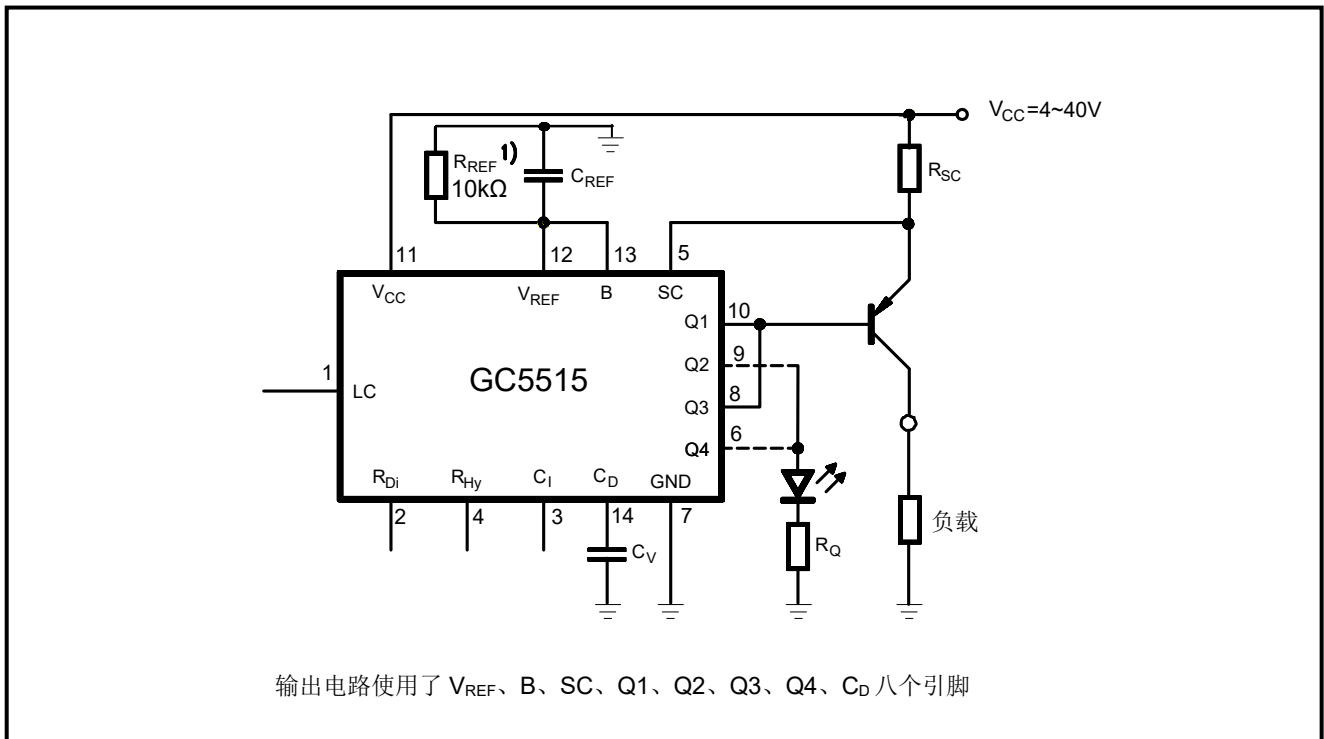 V_CC=4~40V
R_REF 1)
10kΩ
C_REF
R_SC
11
12
13
5
V_CC
V_REF
B
SC
Q1
10
Q2
9
1
LC
GC5515
Q3
8
Q4
6
R_Di
R_Hy
C_I
C_D
GND
2
4
3
14
7
C_V
R_Q
负载
输出电路使用了 V_REF、B、SC、Q1、Q2、Q3、Q4、C_D 八个引脚